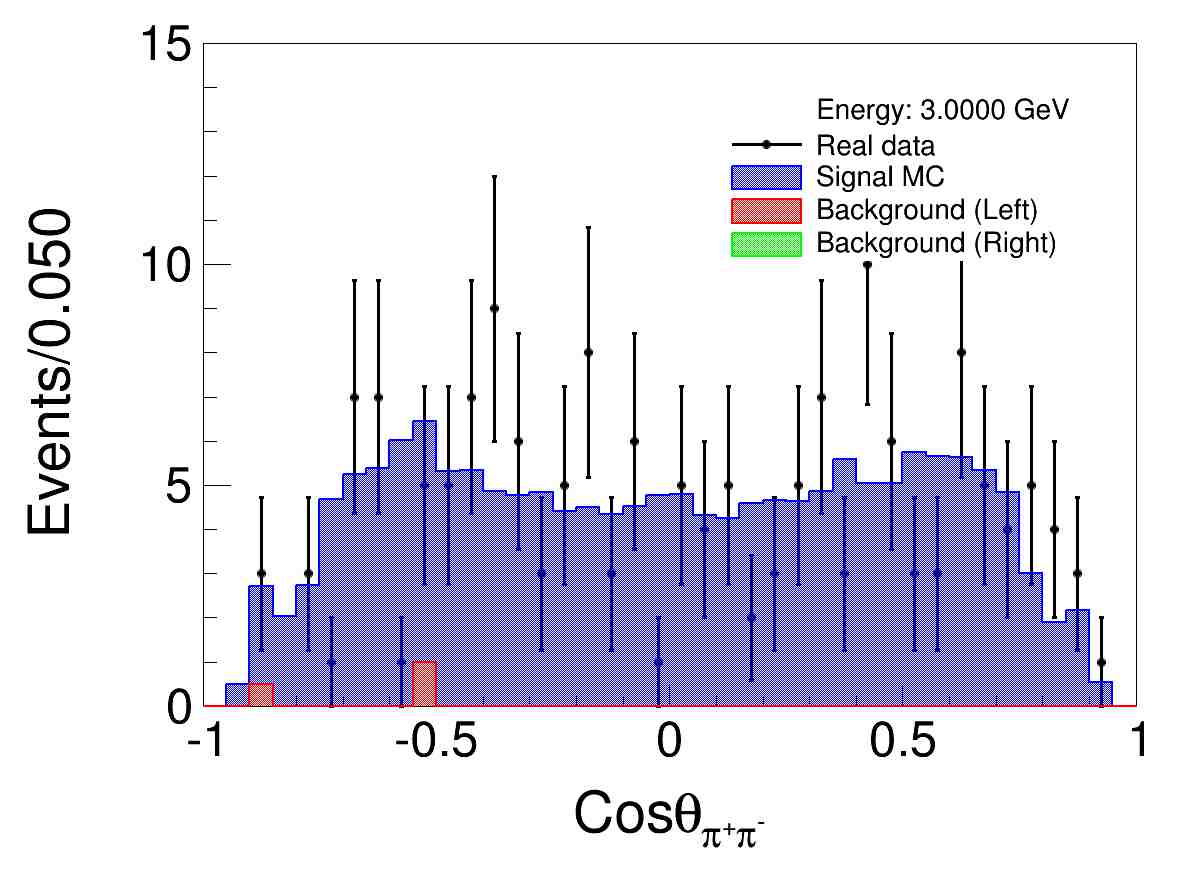 15
Energy: 3.0000 GeV
Real data
Signal MC
Background (Left)
Background (Right)
10
5
0
Events/0.050
-1 -0.5 0 0.5 1
Cosθπ+π-